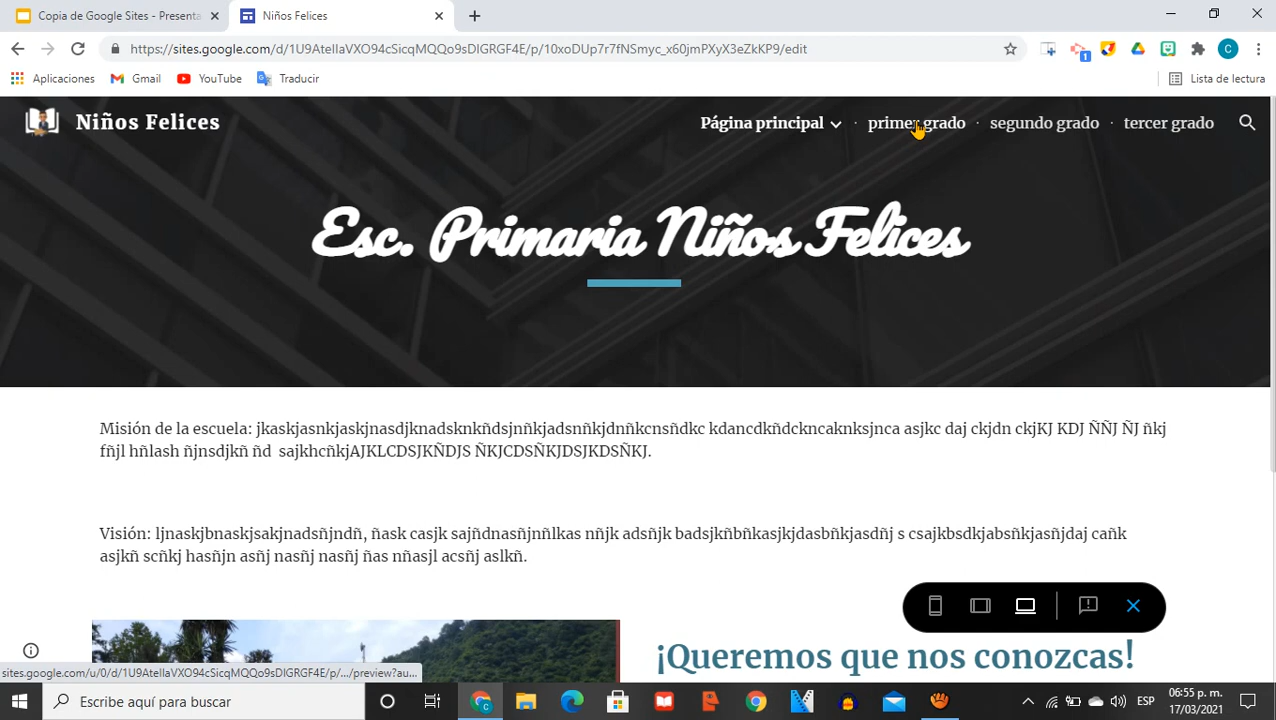 Copia de Google Sites - Presenta
Niños Felices
https://sites.google.com/d/1U9AteIIaVXO94cSicqMQQo9sDIGRGF4E/p/10xoDUp7r7fNSmyc_x60jmPXyX3eZkKP9/edit
1
C
Aplicaciones
Gmail
YouTube
Traducir
Lista de lectura
Niños Felices
Página principal · primer grado · segundo grado · tercer grado
Esc. Primaria Niños Felices
Misión de la escuela: jkaskjasnkjaskjnasdjknadsknkñdsjnñkjadsnñkjdnñkcnsñdkc kdancdkñdckncaknksjnca asjkc daj ckjdn ckjKJ KDJ ÑÑJ ÑJ ñkj
fñjl hñlash ñjnsdjkñ ñd sajkhcñkjAJKLCDSJKÑDJS ÑKJCDSÑKJDSJKDSÑKJ.
Visión: ljnaskjbnaskjsakjnadsñjndñ, ñask casjk sajñdnasñjnñlkas nñjk adsñjk badsjkñbñkasjkjdasbñkjasdñj s csajkbsdkjabsñkjasñjdaj cañk
asjkñ scñkj hasñjn asñj nasñj nasñj ñas nñasjl acsñj aslkñ.
¡Queremos que nos conozcas!
sites.google.com/u/0/d/1U9AteIIaVXO94cSicqMQQo9sDIGRGF4E/p/.../preview?au...
Escribe aquí para buscar
ESP
06:55 p. m.
17/03/2021